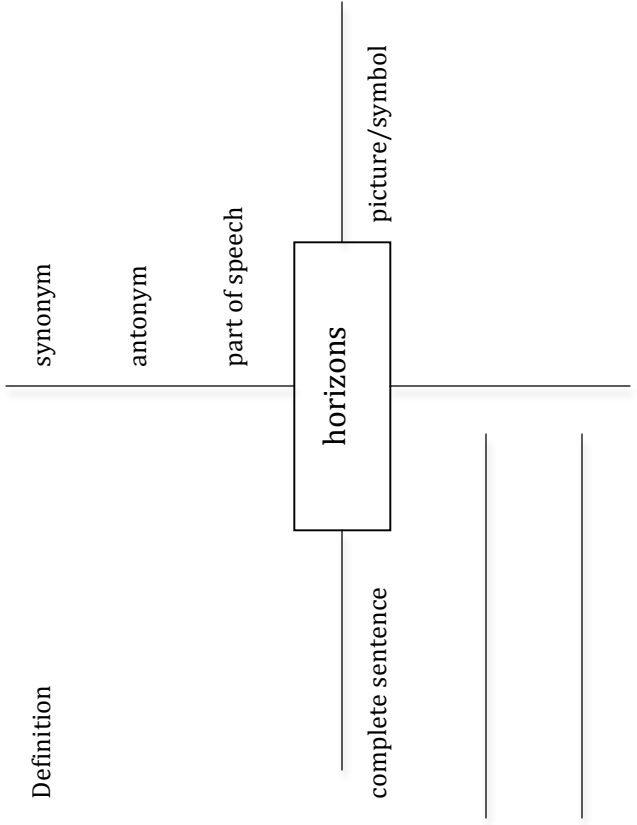 Definition
synonym
antonym
part of speech
horizons
complete sentence
picture/symbol